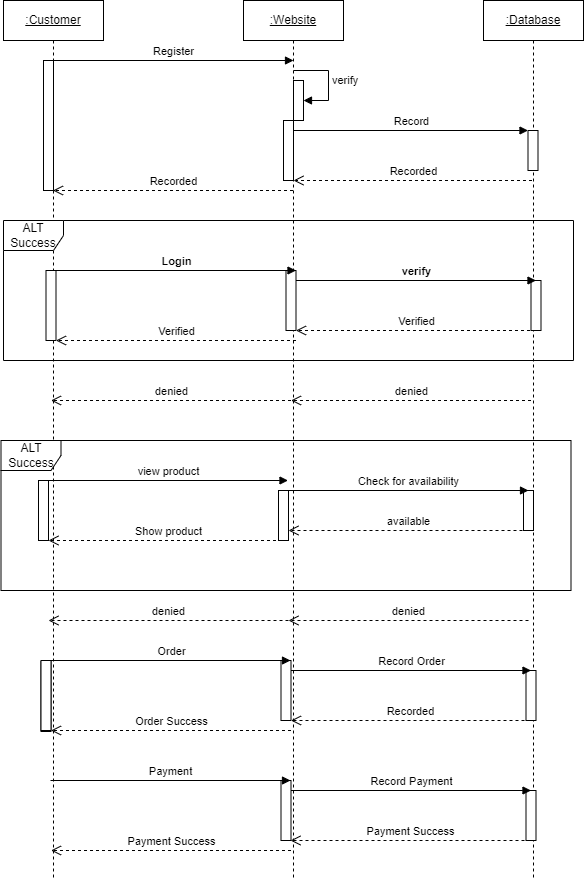 :Customer
:Website
:Database
Register
verify
Record
Recorded
Recorded
ALT
Success
Login
verify
Verified
Verified
denied
denied
ALT
Success
view product
Check for availability
available
Show product
denied
denied
Order
Record Order
Recorded
Order Success
Payment
Record Payment
Payment Success
Payment Success